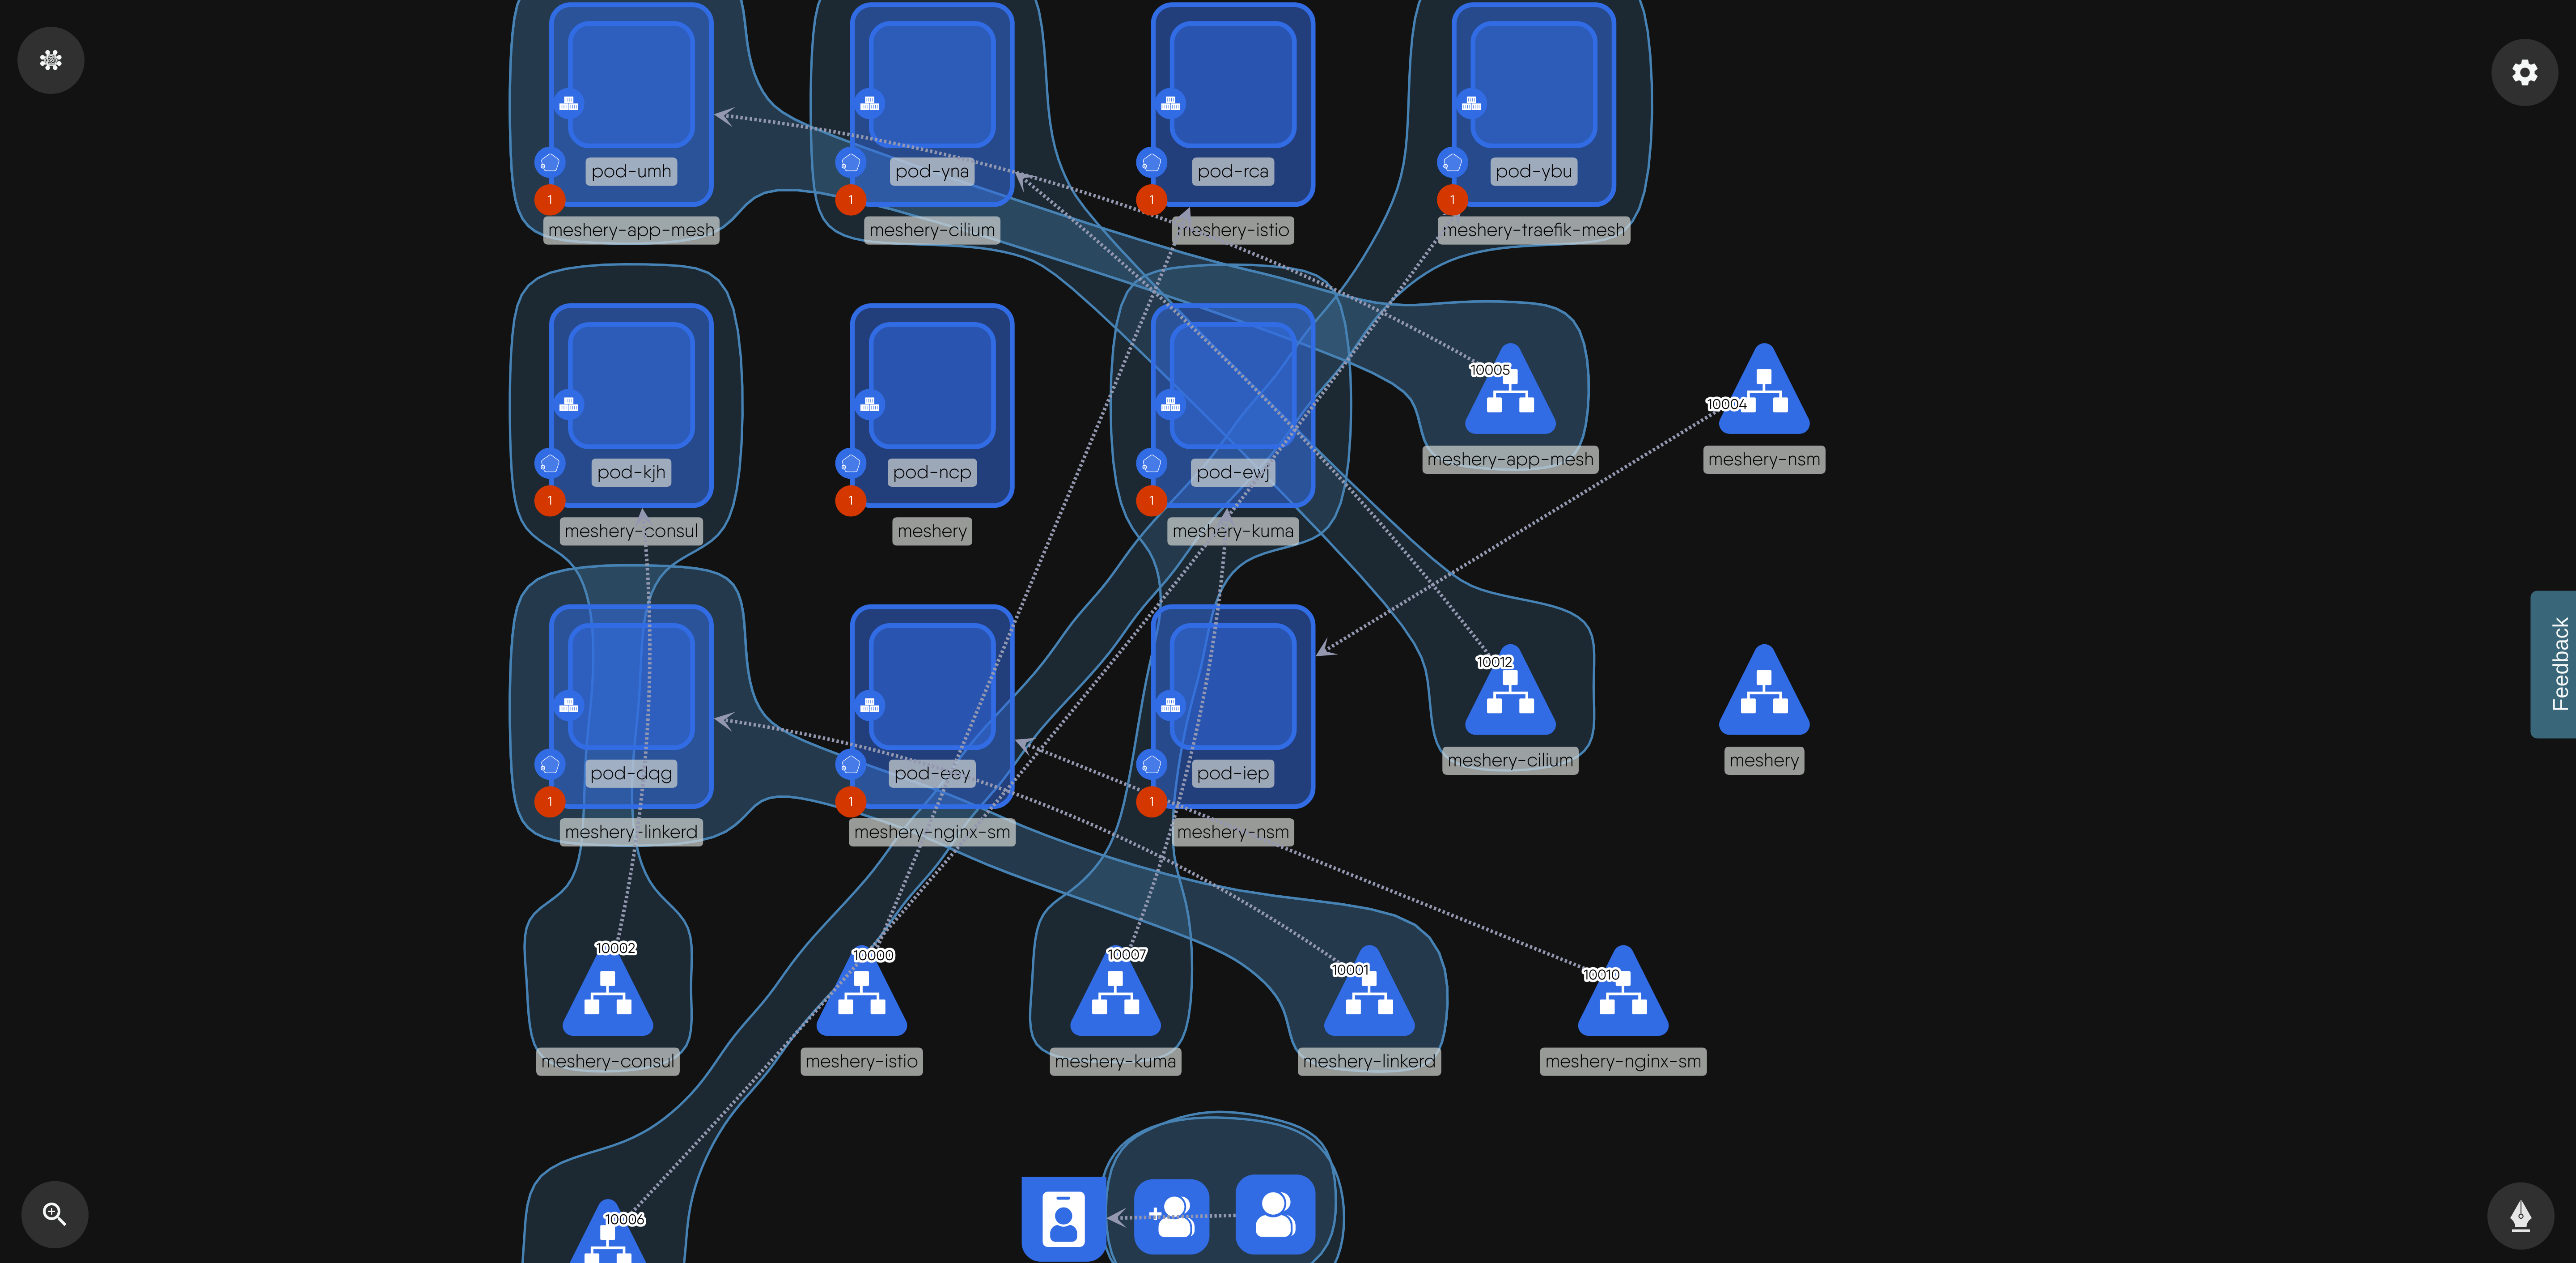 pod-umh
pod-yna
pod-rca
pod-ybu
1
1
1
1
meshery-app-mesh
meshery-cilium
meshery-istio
meshery-traefik-mesh
10005
10004
pod-kjh
pod-ncp
pod-ewj
meshery-app-mesh
meshery-nsm
1
1
1
meshery-consul
meshery
meshery-kuma
10012
Feedback
pod-dqg
pod-eey
pod-iep
meshery-cilium
meshery
1
1
1
meshery-linkerd
meshery-nginx-sm
meshery-nsm
10002
10000
10007
10001
10010
meshery-consul
meshery-istio
meshery-kuma
meshery-linkerd
meshery-nginx-sm
10006